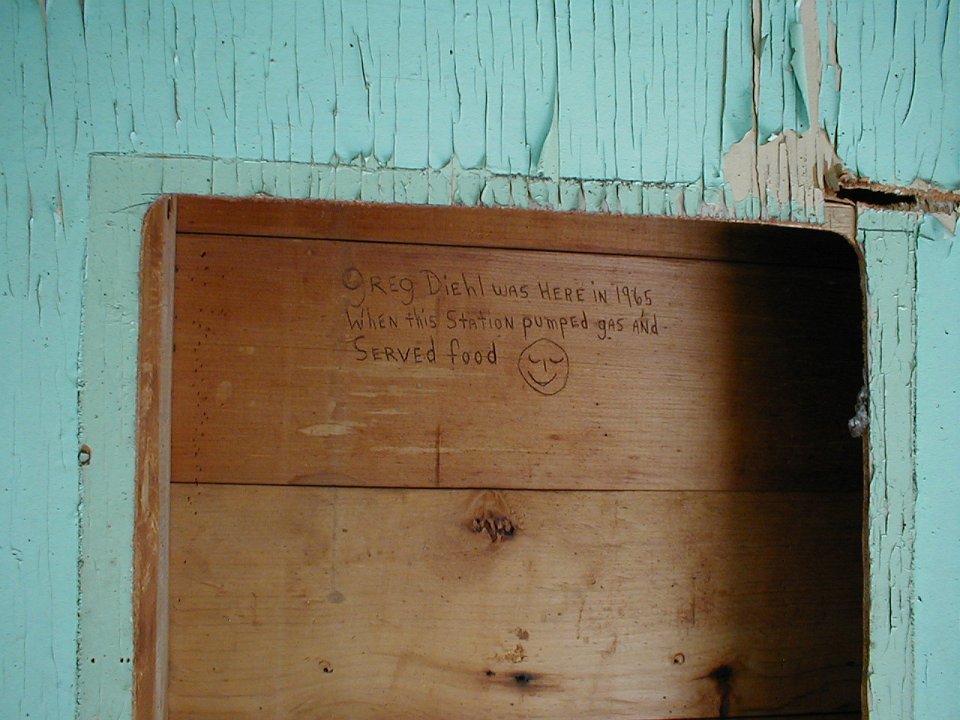 GREG Diehl WAS HERE in 1965
WHEN this STATION pumpED gas ANd
SERVEd food